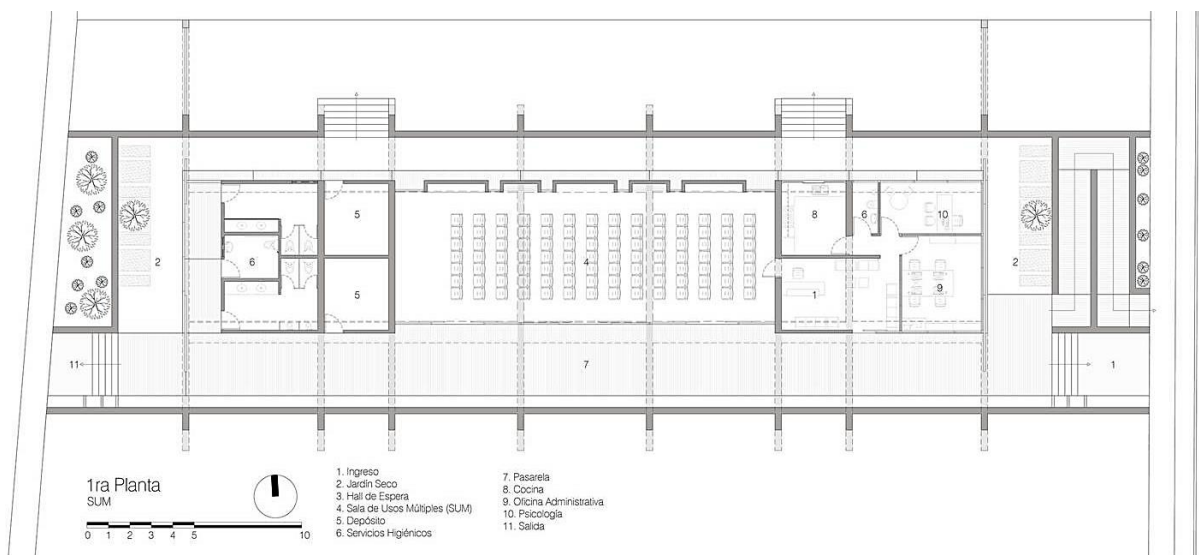 5
8
6
10
2
6
4
2
5
1
9
11
7
1
1ra Planta
SUM
0 1 2 3 4 5 10
1. Ingreso
2. Jardín Seco
3. Hall de Espera
4. Sala de Usos Múltiples (SUM)
5. Depósito
6. Servicios Higiénicos
7. Pasarela
8. Cocina
9. Oficina Administrativa
10. Psicología
11. Salida